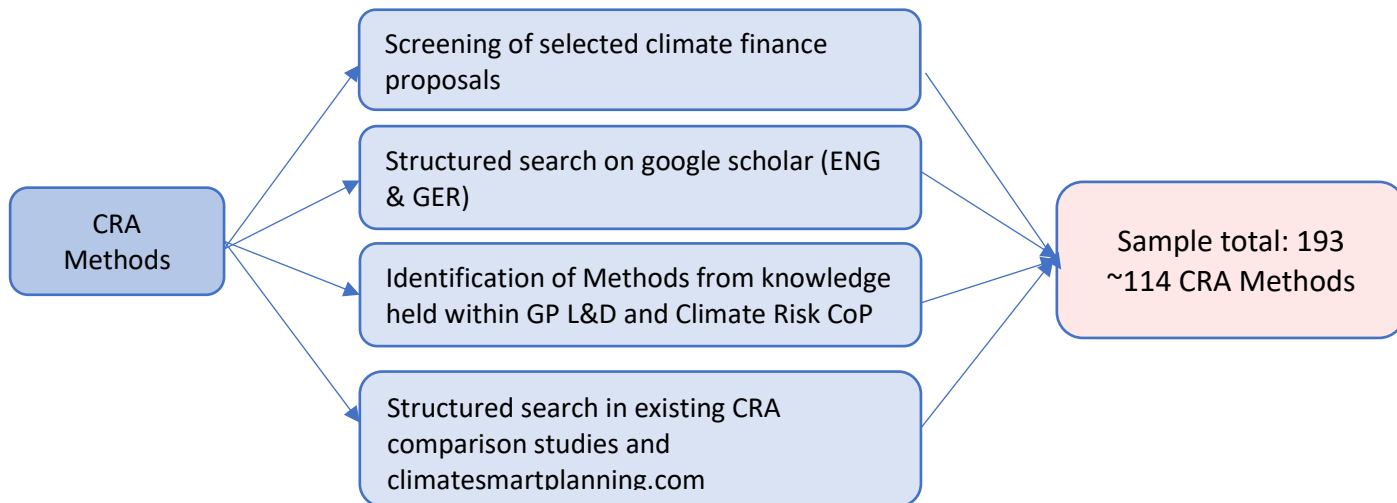 Screening of selected climate finance
proposals
Structured search on google scholar (ENG
& GER)
CRA
Methods
Identification of Methods from knowledge
held within GP L&D and Climate Risk CoP
Structured search in existing CRA
comparison studies and
climatesmartplanning.com
Sample total: 193
~114 CRA Methods